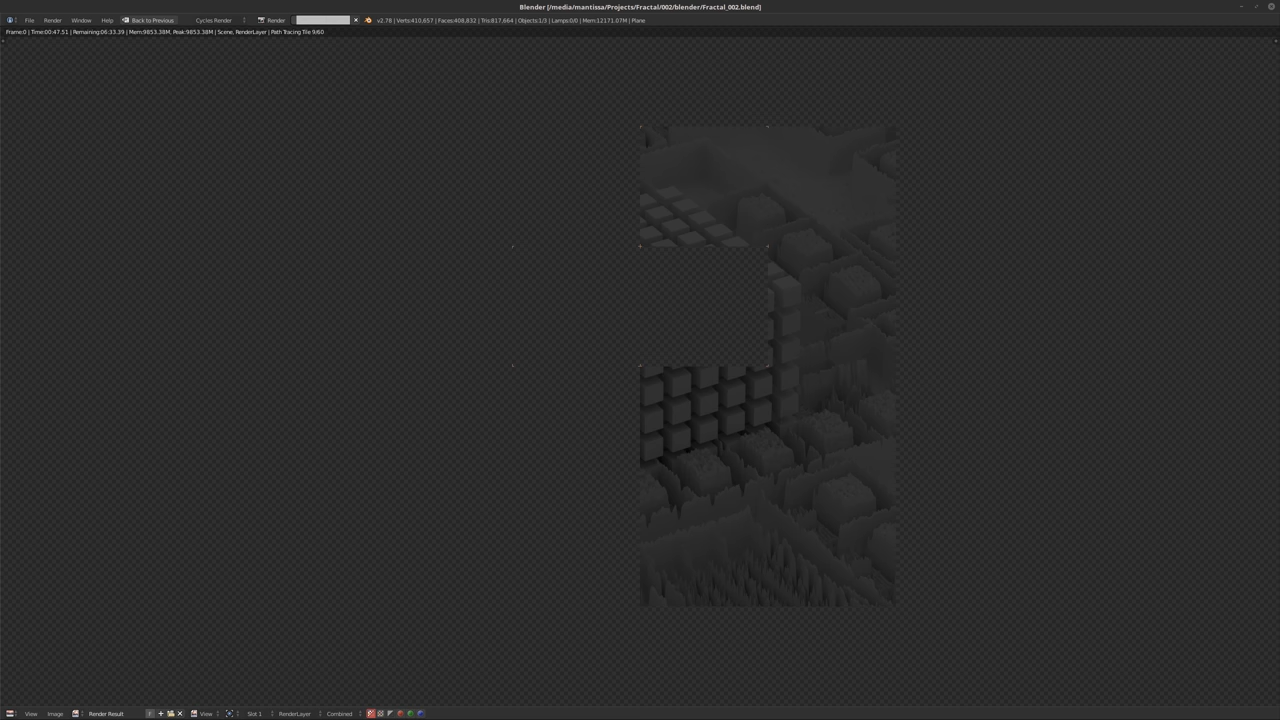 Blender [/media/mantissa/Projects/Fractal/002/blender/Fractal_002.blend]
File Render Window Help Back to Previous Cycles Render Render v2.78 | Verts:410,657 | Faces:408,832 | Tris:817,664 | Objects:1/3 | Lamps:0/0 | Mem:12171.07M | Plane
Frame:0 | Time:00:47.51 | Remaining:06:33.39 | Mem:9853.38M, Peak:9853.38M | Scene, RenderLayer | Path Tracing Tile 9/60
View Image Render Result F View Slot 1 RenderLayer Combined